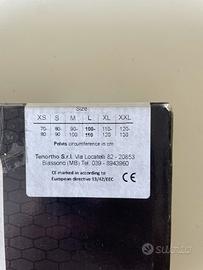 Size
XS S M L XL XXL
70- 80- 90- 100- 110- 120-
80 90- 100 110 120- 130-
Pelvis circumference in cm
Tenortho S.r.l. Via Locatelli 82 - 20853
Biassono (MB) Tel. 039 - 8943960
CE marked in according to
European directive 93/42/EEC
CE
subito